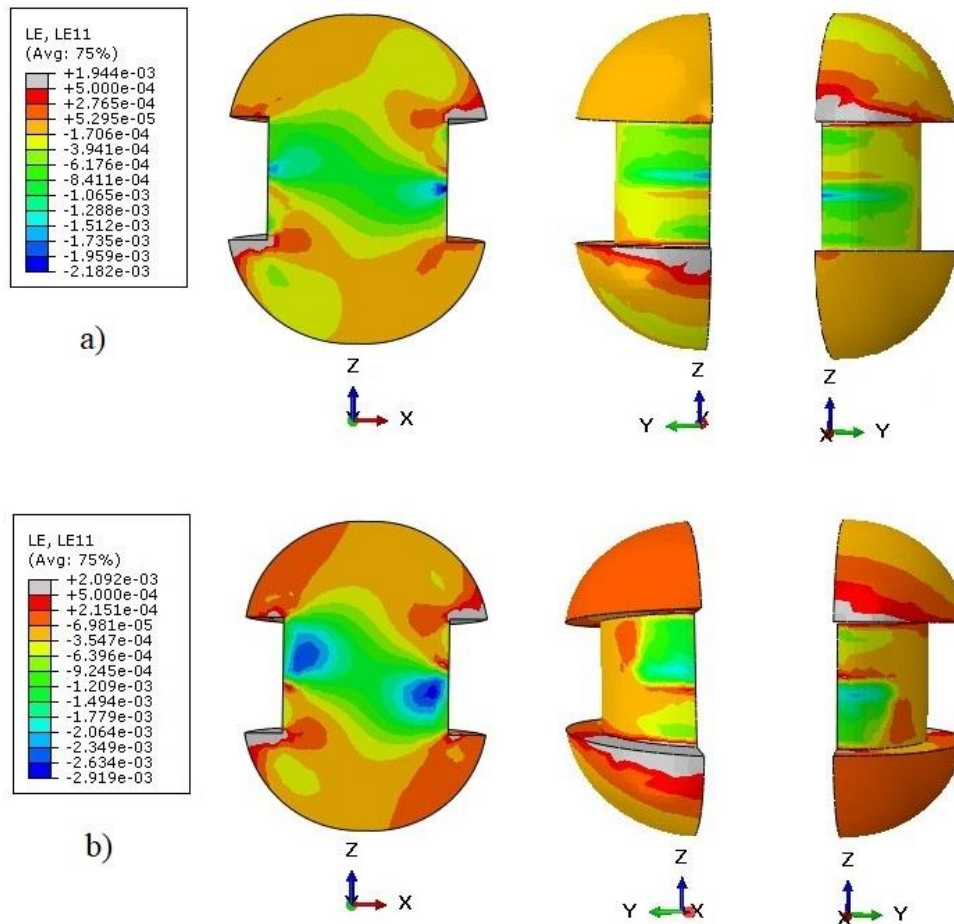 LE, LE11
(Avg: 75%)
+1.944e-03
+5.000e-04
+2.765e-04
+5.295e-05
-1.706e-04
-3.941e-04
-6.176e-04
-8.411e-04
-1.065e-03
-1.288e-03
-1.512e-03
-1.735e-03
-1.959e-03
-2.182e-03
a)
Z
X
Z
Y
Z
X Y
LE, LE11
(Avg: 75%)
+2.092e-03
+5.000e-04
+2.151e-04
-6.981e-05
-3.547e-04
-6.396e-04
-9.245e-04
-1.209e-03
-1.494e-03
-1.779e-03
-2.064e-03
-2.349e-03
-2.634e-03
-2.919e-03
b)
Z
X
Z
Y X
Z
X Y